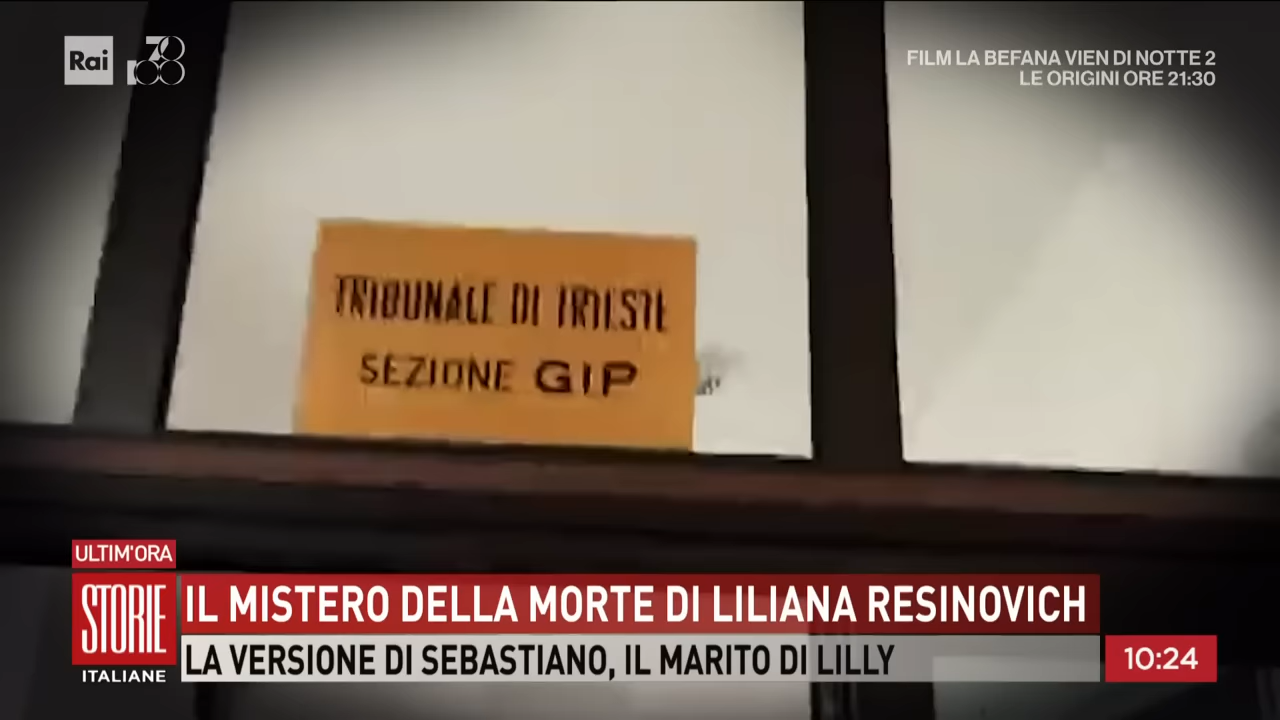 Rai
FILM LA BEFANA VIEN DI NOTTE 2
LE ORIGINI ORE 21:30
TRIBUNALE DI TRIESTE
SEZIONE GIP
ULTIM'ORA
STORIE
ITALIANE
IL MISTERO DELLA MORTE DI LILIANA RESINOVICH
LA VERSIONE DI SEBASTIANO, IL MARITO DI LILLY
10:24